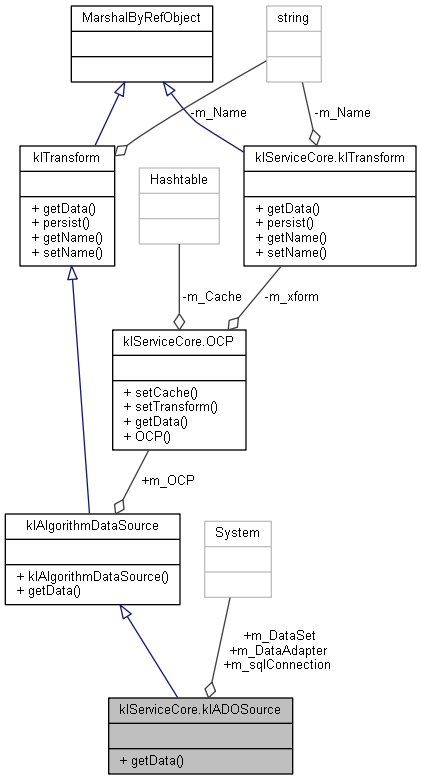 MarshalByRefObject
string
-m_Name
-m_Name
klTransform
+ getData()
+ persist()
+ getName()
+ setName()
klServiceCore.klTransform
+ getData()
+ persist()
+ getName()
+ setName()
Hashtable
-m_Cache
-m_xform
klServiceCore.OCP
+ setCache()
+ setTransform()
+ getData()
+ OCP()
+m_OCP
klAlgorithmDataSource
+ klAlgorithmDataSource()
+ getData()
System
+m_DataSet
+m_DataAdapter
+m_sqlConnection
klServiceCore.klADOSource
+ getData()